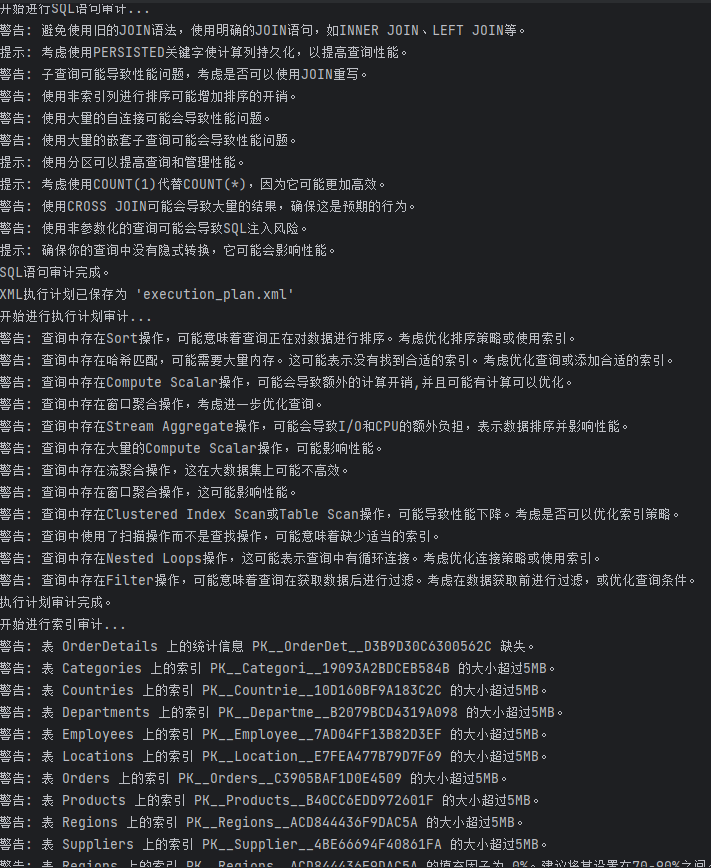 开始进行SQL语句审计...
警告: 避免使用旧的JOIN语法，使用明确的JOIN语句，如INNER JOIN、LEFT JOIN等。
提示: 考虑使用PERSISTED关键字使计算列持久化，以提高查询性能。
警告: 子查询可能导致性能问题，考虑是否可以使用JOIN重写。
警告: 使用非索引列进行排序可能增加排序的开销。
警告: 使用大量的自连接可能会导致性能问题。
警告: 使用大量的嵌套子查询可能会导致性能问题。
提示: 使用分区可以提高查询和管理性能。
提示: 考虑使用COUNT(1)代替COUNT(*)，因为它可能更加高效。
警告: 使用CROSS JOIN可能会导致大量的结果，确保这是预期的行为。
警告: 使用非参数化的查询可能会导致SQL注入风险。
提示: 确保你的查询中没有隐式转换，它可能会影响性能。
SQL语句审计完成。
XML执行计划已保存为 'execution_plan.xml'
开始进行执行计划审计...
警告: 查询中存在Sort操作，可能意味着查询正在对数据进行排序。考虑优化排序策略或使用索引。
警告: 查询中存在哈希匹配，可能需要大量内存。这可能表示没有找到合适的索引。考虑优化查询或添加合适的索引。
警告: 查询中存在Compute Scalar操作，可能会导致额外的计算开销,并且可能有计算可以优化。
警告: 查询中存在窗口聚合操作，考虑进一步优化查询。
警告: 查询中存在Stream Aggregate操作，可能会导致I/O和CPU的额外负担，表示数据排序并影响性能。
警告: 查询中存在大量的Compute Scalar操作，可能影响性能。
警告: 查询中存在流聚合操作，这在大数据集上可能不高效。
警告: 查询中存在窗口聚合操作，这可能影响性能。
警告: 查询中存在Clustered Index Scan或Table Scan操作，可能导致性能下降。考虑是否可以优化索引策略。
警告: 查询中使用了扫描操作而不是查找操作，可能意味着缺少适当的索引。
警告: 查询中存在Nested Loops操作，这可能表示查询中有循环连接。考虑优化连接策略或使用索引。
警告: 查询中存在Filter操作，可能意味着查询在获取数据后进行过滤。考虑在数据获取前进行过滤，或优化查询条件。
执行计划审计完成。
开始进行索引审计...
警告: 表 OrderDetails 上的统计信息 PK__OrderDet__D3B9D30C6300562C 缺失。
警告: 表 Categories 上的索引 PK__Categori__19093A2BDCEB584B 的大小超过5MB。
警告: 表 Countries 上的索引 PK__Countrie__10D160BF9A183C2C 的大小超过5MB。
警告: 表 Departments 上的索引 PK__Departme__B2079BCD4319A098 的大小超过5MB。
警告: 表 Employees 上的索引 PK__Employee__7AD04FF13B82D3EF 的大小超过5MB。
警告: 表 Locations 上的索引 PK__Location__E7FEA477B79D7F69 的大小超过5MB。
警告: 表 Orders 上的索引 PK__Orders__C3905BAF1D0E4509 的大小超过5MB。
警告: 表 Products 上的索引 PK__Products__B40CC6EDD972601F 的大小超过5MB。
警告: 表 Regions 上的索引 PK__Regions__ACD844436F9DAC5A 的大小超过5MB。
警告: 表 Suppliers 上的索引 PK__Supplier__4BE66694F40861FA 的大小超过5MB。
警告: 表 Regions 上的索引 PK__Regions__ACD844436F9DAC5A 的填充因子为 0%。建议将其设置在70-90%之间